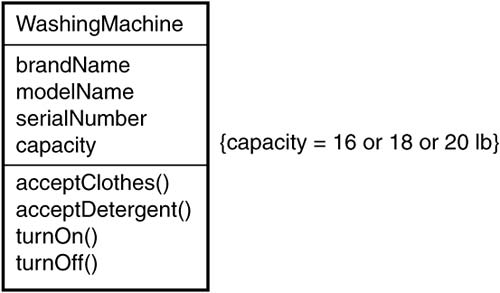 WashingMachine
brandName
modelName
serialNumber
capacity
{capacity = 16 or 18 or 20 lb}
acceptClothes()
acceptDetergent()
turnOn()
turnOff()